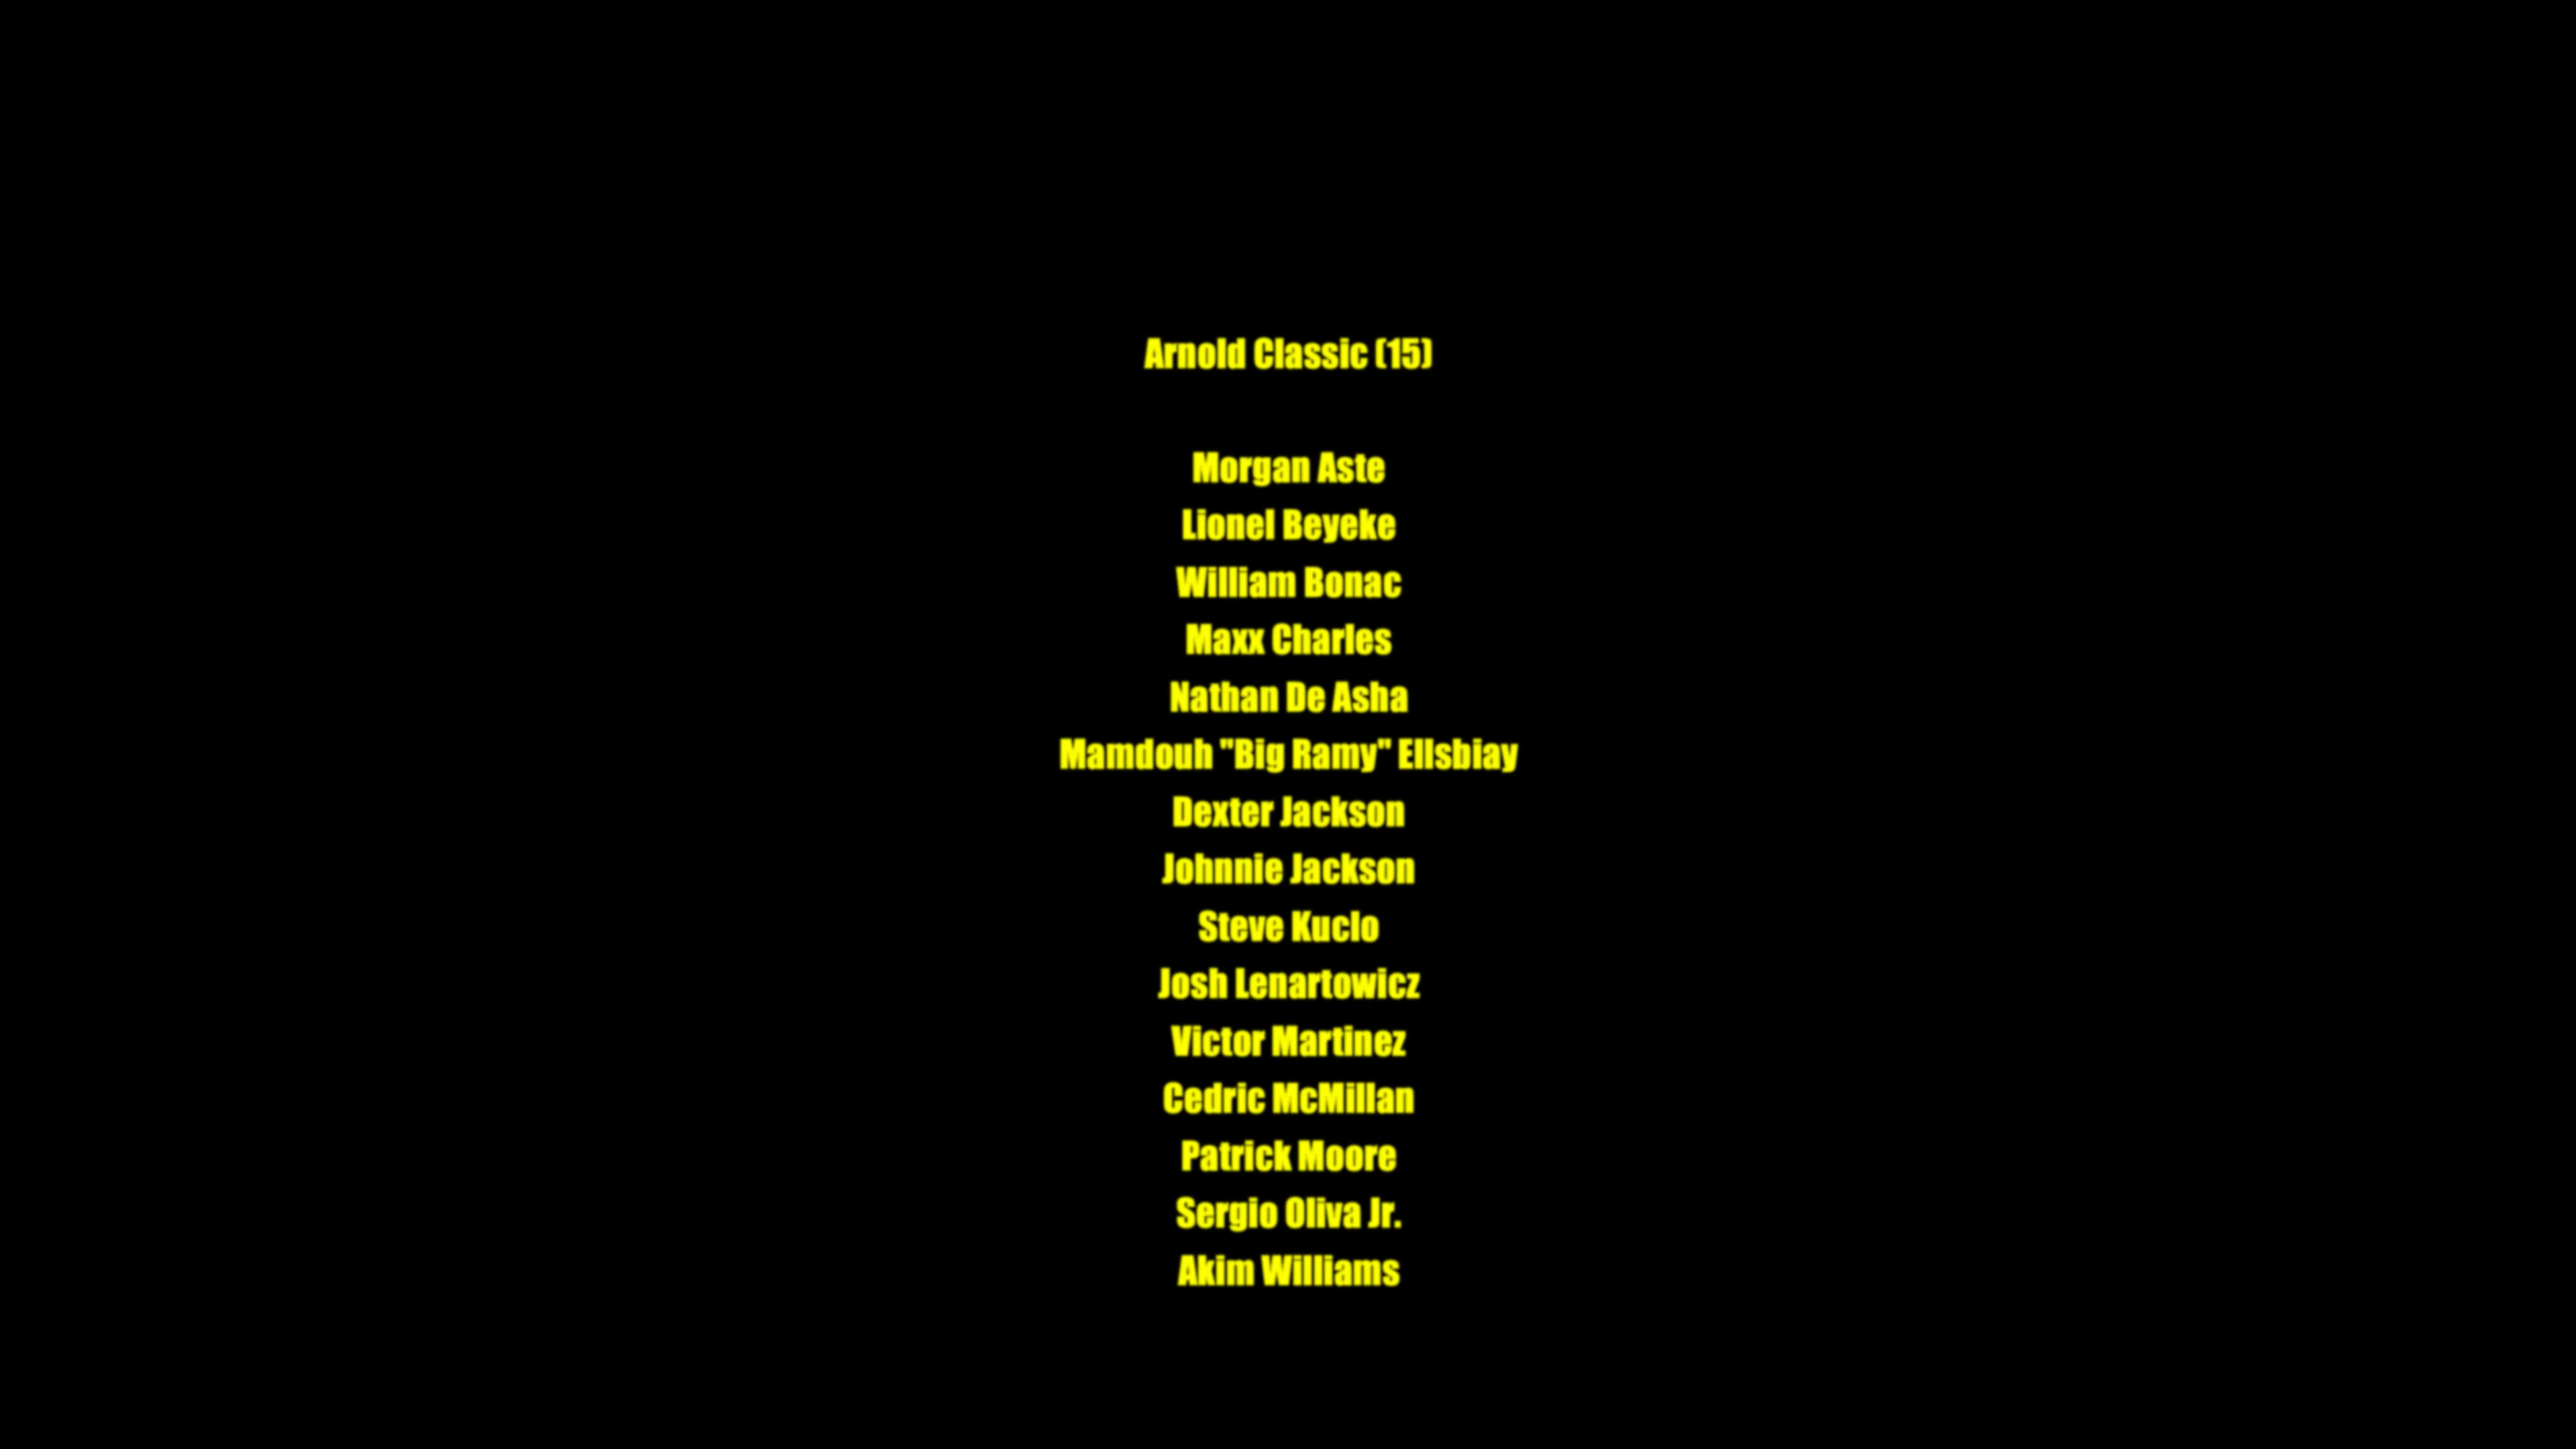 Arnold Classic (15)
Morgan Aste
Lionel Beyeke
William Bonac
Maxx Charles
Nathan De Asha
Mamdouh "Big Ramy" Ellsbiay
Dexter Jackson
Johnnie Jackson
Steve Kuclo
Josh Lenartowicz
Victor Martinez
Cedric McMillan
Patrick Moore
Sergio Oliva Jr.
Akim Williams